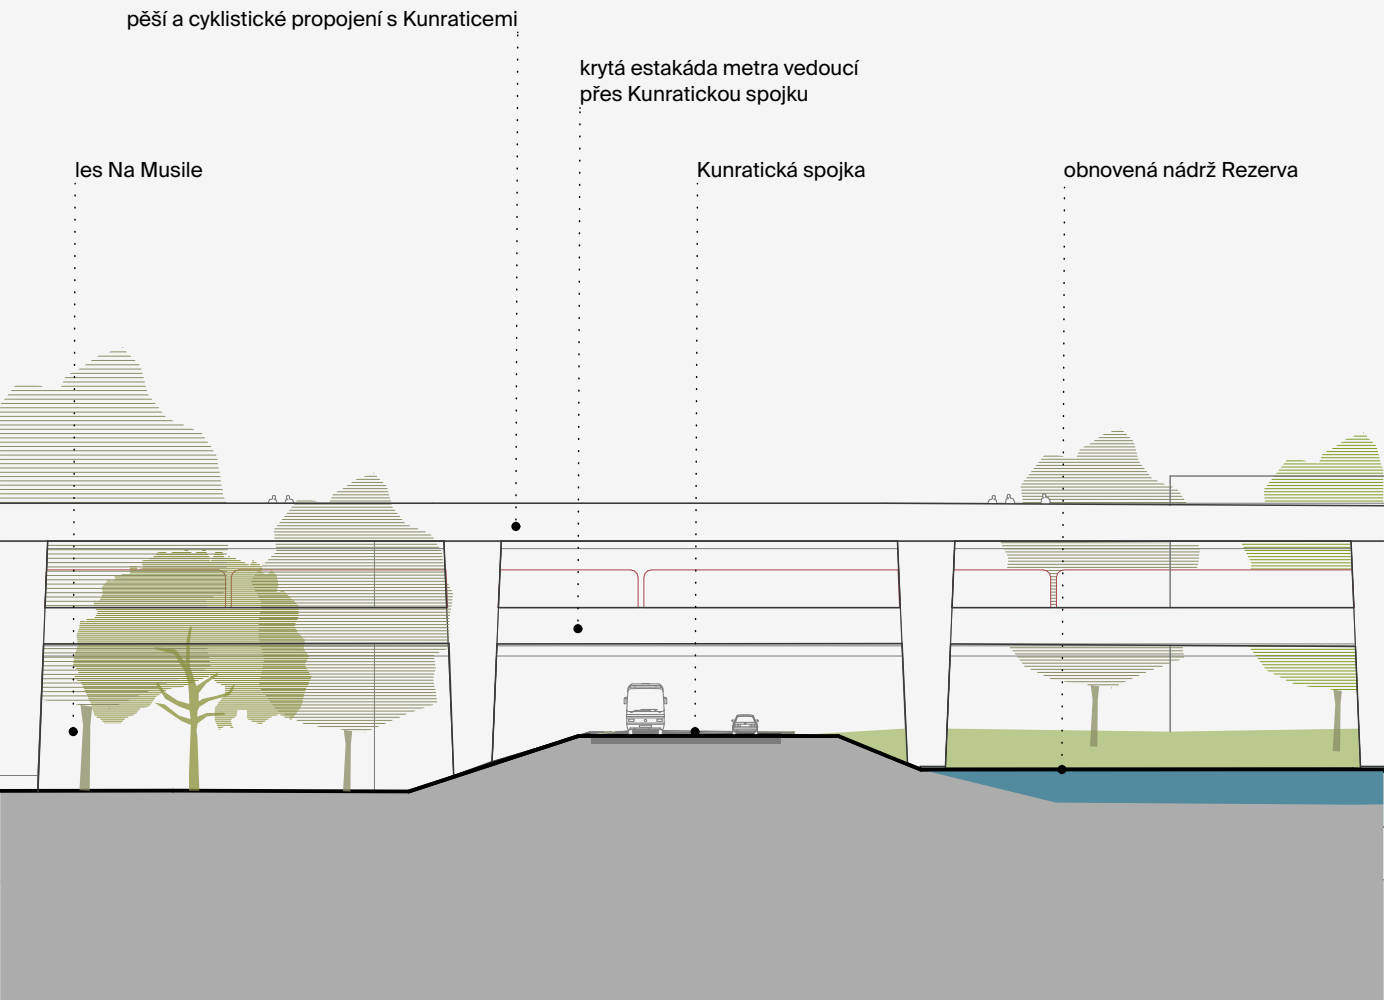 pěší a cyklistické propojení s Kunraticemi
krytá estakáda metra vedoucí
přes Kunratickou spojku
les Na Musile
Kunratická spojka
obnovená nádrž Rezerva